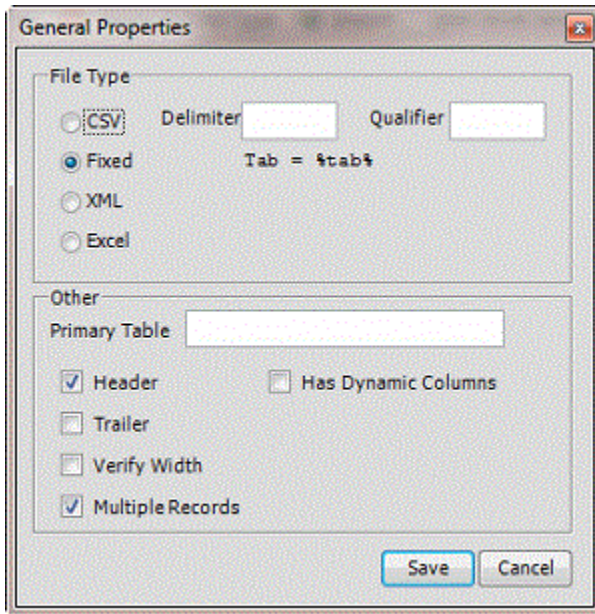 General Properties
File Type
CSV Delimiter Qualifier
Fixed Tab = %tab%
XML
Excel
Other
Primary Table
Header Has Dynamic Columns
Trailer
Verify Width
Multiple Records
Save Cancel